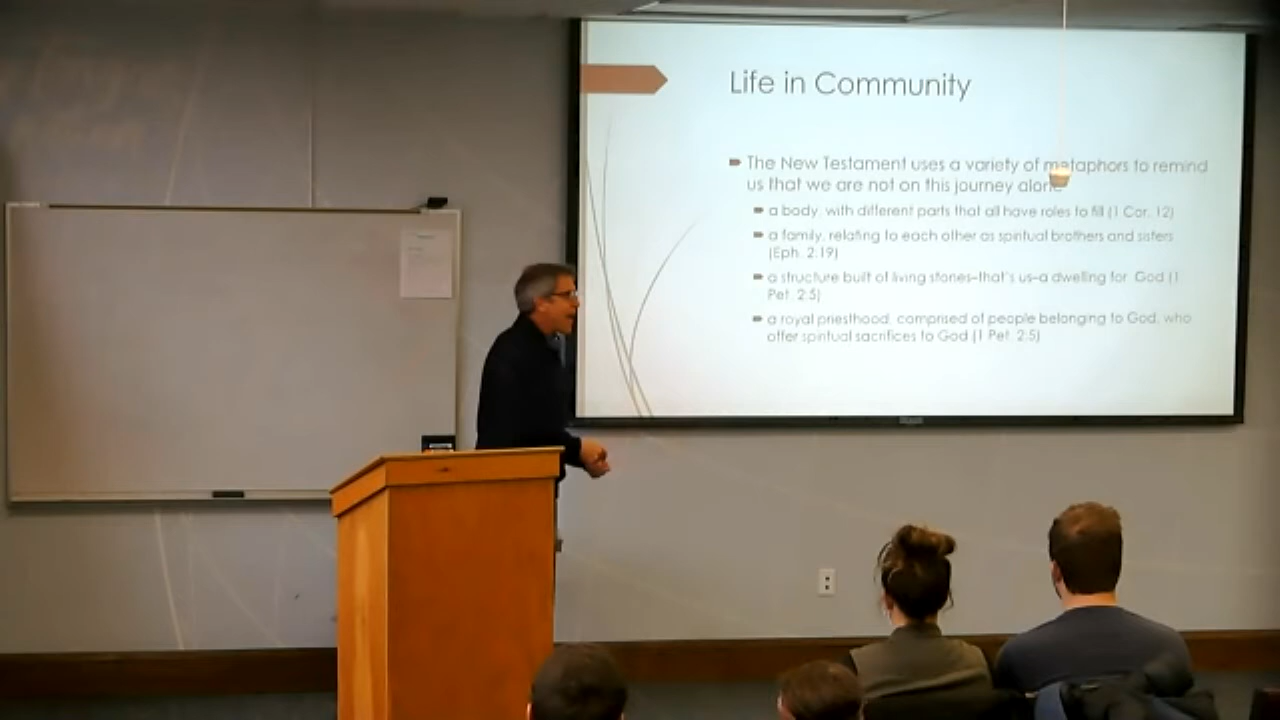 Life in Community
The New Testament uses a variety of metaphors to remind
us that we are not on this journey alone
a body, with different parts that all have roles to fill (1 Cor. 12)
a family, relating to each other as spiritual brothers and sisters
(Eph. 2:19)
a structure built of living stones–that's us–a dwelling for God (1
Pet. 2:5)
a royal priesthood, comprised of people belonging to God, who
offer spiritual sacrifices to God (1 Pet. 2:5)